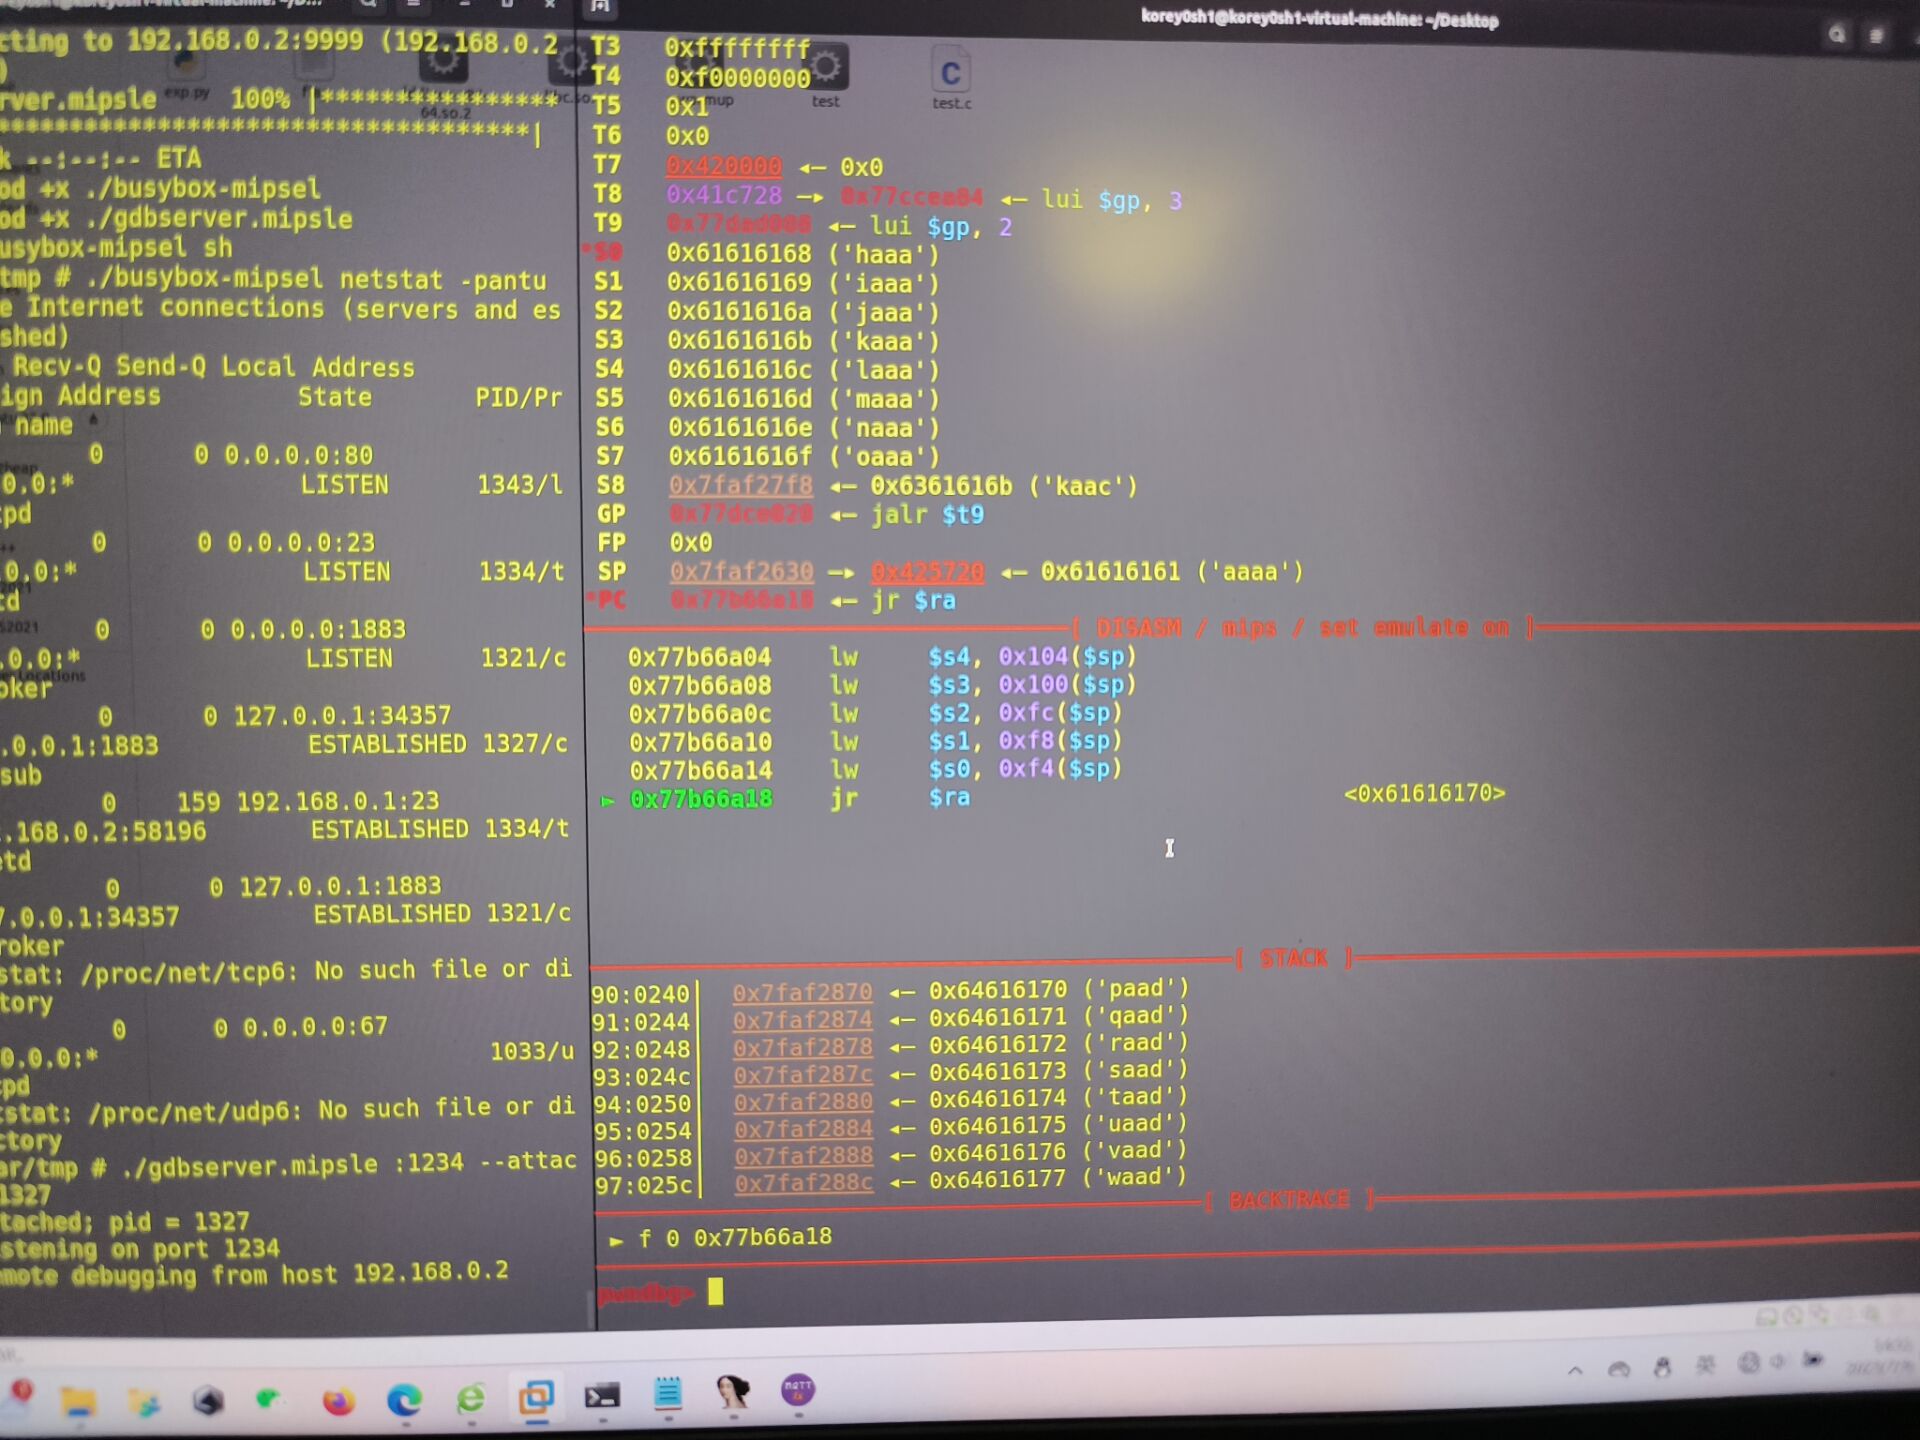 korey0sh1@korey0sh1-virtual-machine: ~/Desktop
cting to 192.168.0.2:9999 (192.168.0.2
)
rver.mipsle 100% |****************
************************************|
k --:--:-- ETA
od +x ./busybox-mipsel
od +x ./gdbserver.mipsle
usybox-mipsel sh
tmp # ./busybox-mipsel netstat -pantu
e Internet connections (servers and es
shed)
Recv-Q Send-Q Local Address
ign Address State PID/Pr
name
0 0 0.0.0.0:80
0.0:* LISTEN 1343/l
pd
0 0 0.0.0.0:23
0.0:* LISTEN 1334/t
d
0 0 0.0.0.0:1883
.0.0:* LISTEN 1321/c
oker
0 0 127.0.0.1:34357
.0.0.1:1883 ESTABLISHED 1327/c
sub
0 159 192.168.0.1:23
.168.0.2:58196 ESTABLISHED 1334/t
etd
0 0 127.0.0.1:1883
7.0.0.1:34357 ESTABLISHED 1321/c
roker
stat: /proc/net/tcp6: No such file or di
tory
0 0 0.0.0.0:67
0.0.0:* 1033/u
pd
tstat: /proc/net/udp6: No such file or di
ctory
ar/tmp # ./gdbserver.mipsle :1234 --attac
1327
tached; pid = 1327
stening on port 1234
emote debugging from host 192.168.0.2
exp.py
64.so.2
test
test.c
T3 0xffffffff
T4 0xf0000000
T5 0x1
T6 0x0
T7 0x420000 ◂— 0x0
T8 0x41c728 —▸ 0x77ccea84 ◂— lui $gp, 3
T9 0x77dad006 ◂— lui $gp, 2
*S0 0x61616168 ('haaa')
S1 0x61616169 ('iaaa')
S2 0x6161616a ('jaaa')
S3 0x6161616b ('kaaa')
S4 0x6161616c ('laaa')
S5 0x6161616d ('maaa')
S6 0x6161616e ('naaa')
S7 0x6161616f ('oaaa')
S8 0x7faf27f8 ◂— 0x6361616b ('kaac')
GP 0x77dce020 ◂— jalr $t9
FP 0x0
SP 0x7faf2630 —▸ 0x425720 ◂— 0x61616161 ('aaaa')
*PC 0x77b66a18 ◂— jr $ra
[ DISASM / mips / set emulate on ]
0x77b66a04 lw $s4, 0x104($sp)
0x77b66a08 lw $s3, 0x100($sp)
0x77b66a0c lw $s2, 0xfc($sp)
0x77b66a10 lw $s1, 0xf8($sp)
0x77b66a14 lw $s0, 0xf4($sp)
► 0x77b66a18 jr $ra <0x61616170>
[ STACK ]
90:0240│ 0x7faf2870 ◂— 0x64616170 ('paad')
91:0244│ 0x7faf2874 ◂— 0x64616171 ('qaad')
92:0248│ 0x7faf2878 ◂— 0x64616172 ('raad')
93:024c│ 0x7faf287c ◂— 0x64616173 ('saad')
94:0250│ 0x7faf2880 ◂— 0x64616174 ('taad')
95:0254│ 0x7faf2884 ◂— 0x64616175 ('uaad')
96:0258│ 0x7faf2888 ◂— 0x64616176 ('vaad')
97:025c│ 0x7faf288c ◂— 0x64616177 ('waad')
[ BACKTRACE ]
► f 0 0x77b66a18
pwndbg>
MQTT
英